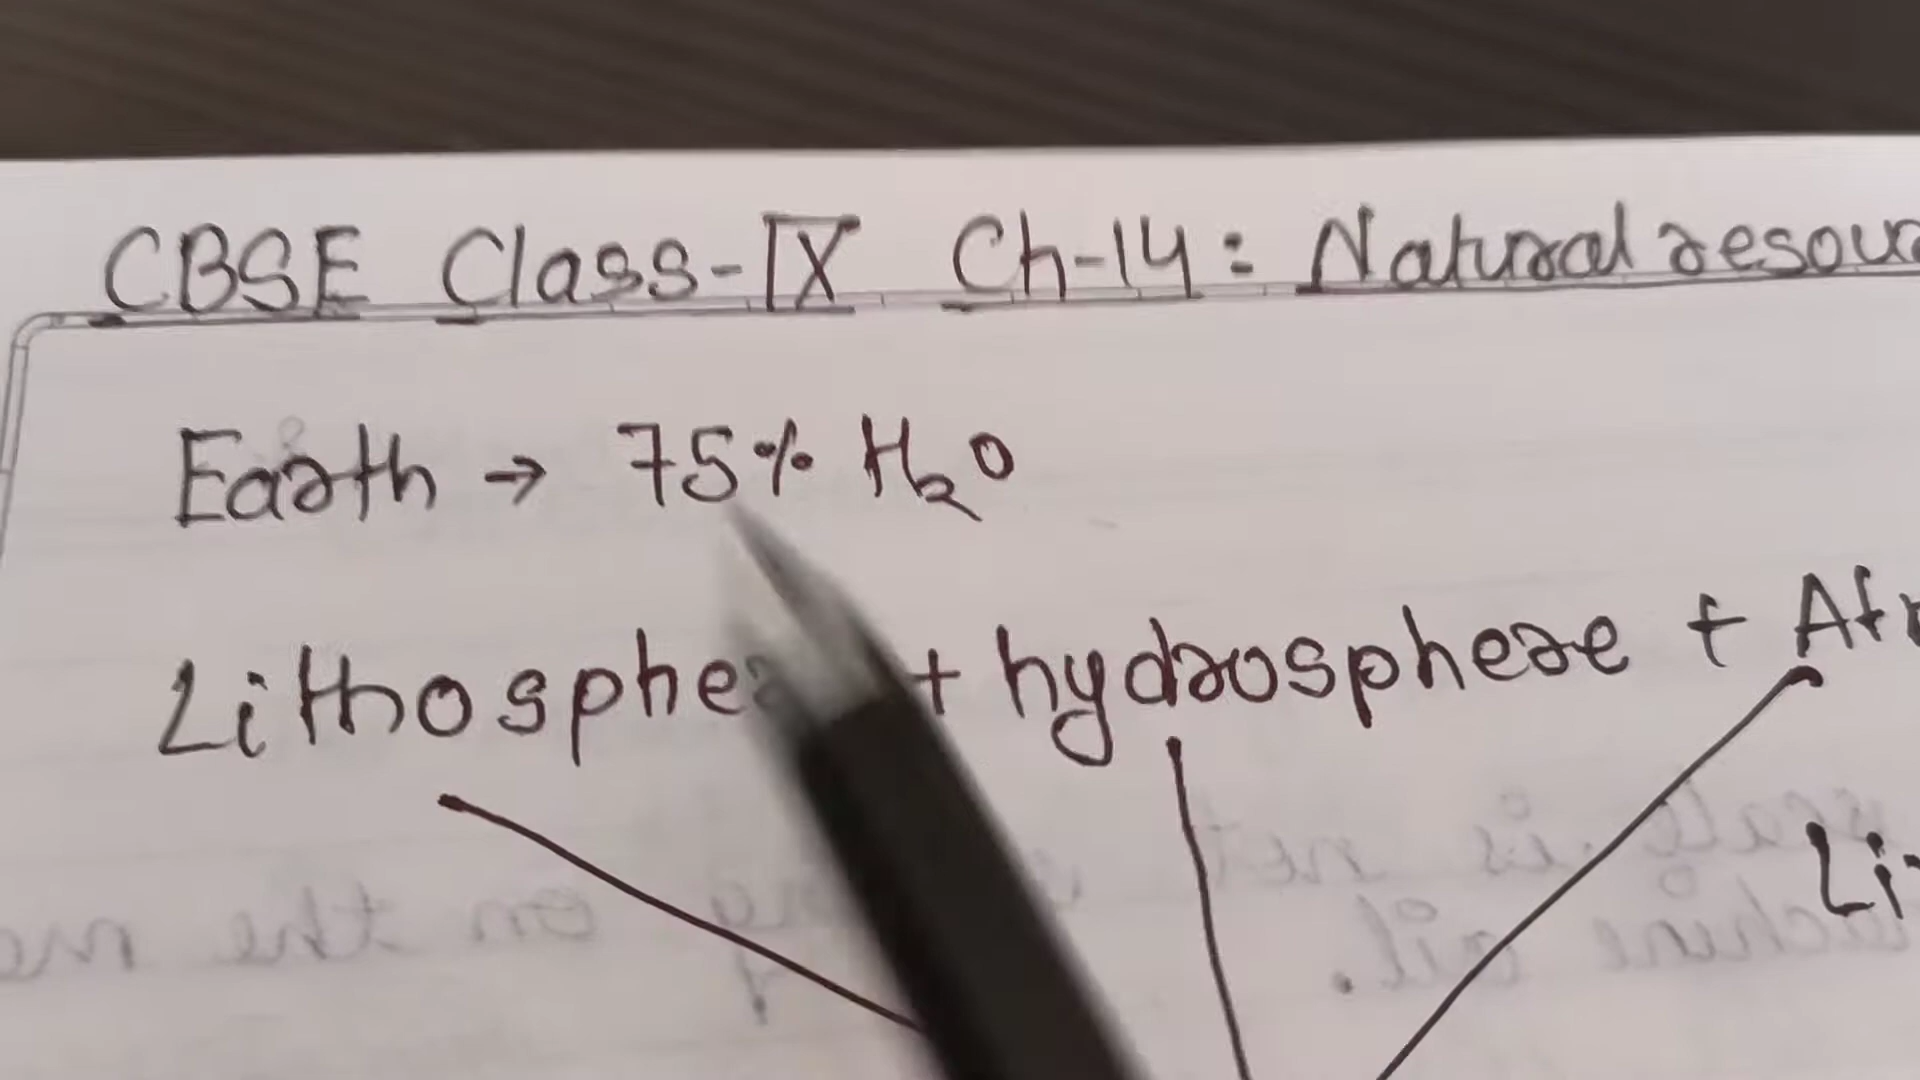 CBSE Class-IX Ch-14: Natural resou
Earth → 75% H₂O
Lithosphe + hydrosphere + At
Li